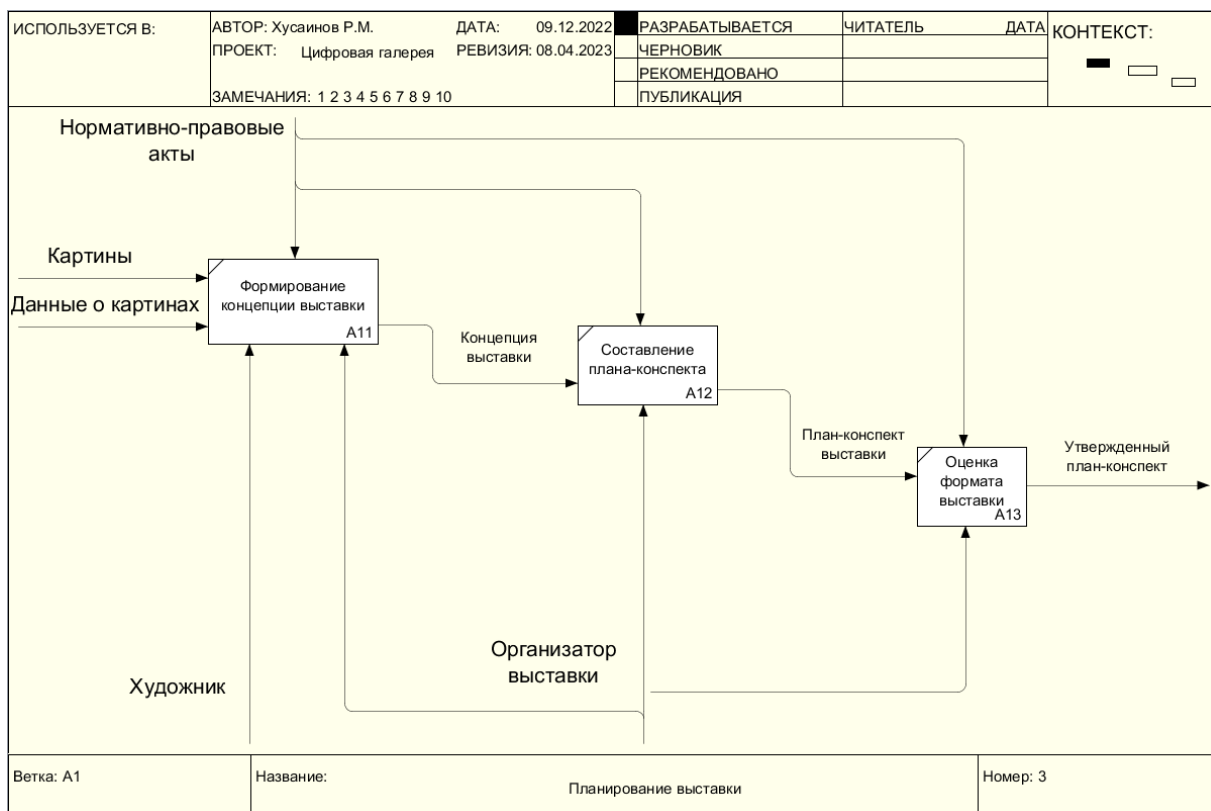 ИСПОЛЬЗУЕТСЯ В:
АВТОР: Хусаинов Р.М.
ДАТА: 09.12.2022
РАЗРАБАТЫВАЕТСЯ
ЧИТАТЕЛЬ
ДАТА
КОНТЕКСТ:
ПРОЕКТ: Цифровая галерея
РЕВИЗИЯ: 08.04.2023
ЧЕРНОВИК
РЕКОМЕНДОВАНО
ЗАМЕЧАНИЯ: 1 2 3 4 5 6 7 8 9 10
ПУБЛИКАЦИЯ
Нормативно-правовые
акты
Картины
Данные о картинах
Формирование
концепции выставки
A11
Концепция
выставки
Составление
плана-конспекта
A12
План-конспект
выставки
Оценка
формата
выставки
A13
Утвержденный
план-конспект
Организатор
выставки
Художник
Ветка: A1
Название:
Планирование выставки
Номер: 3